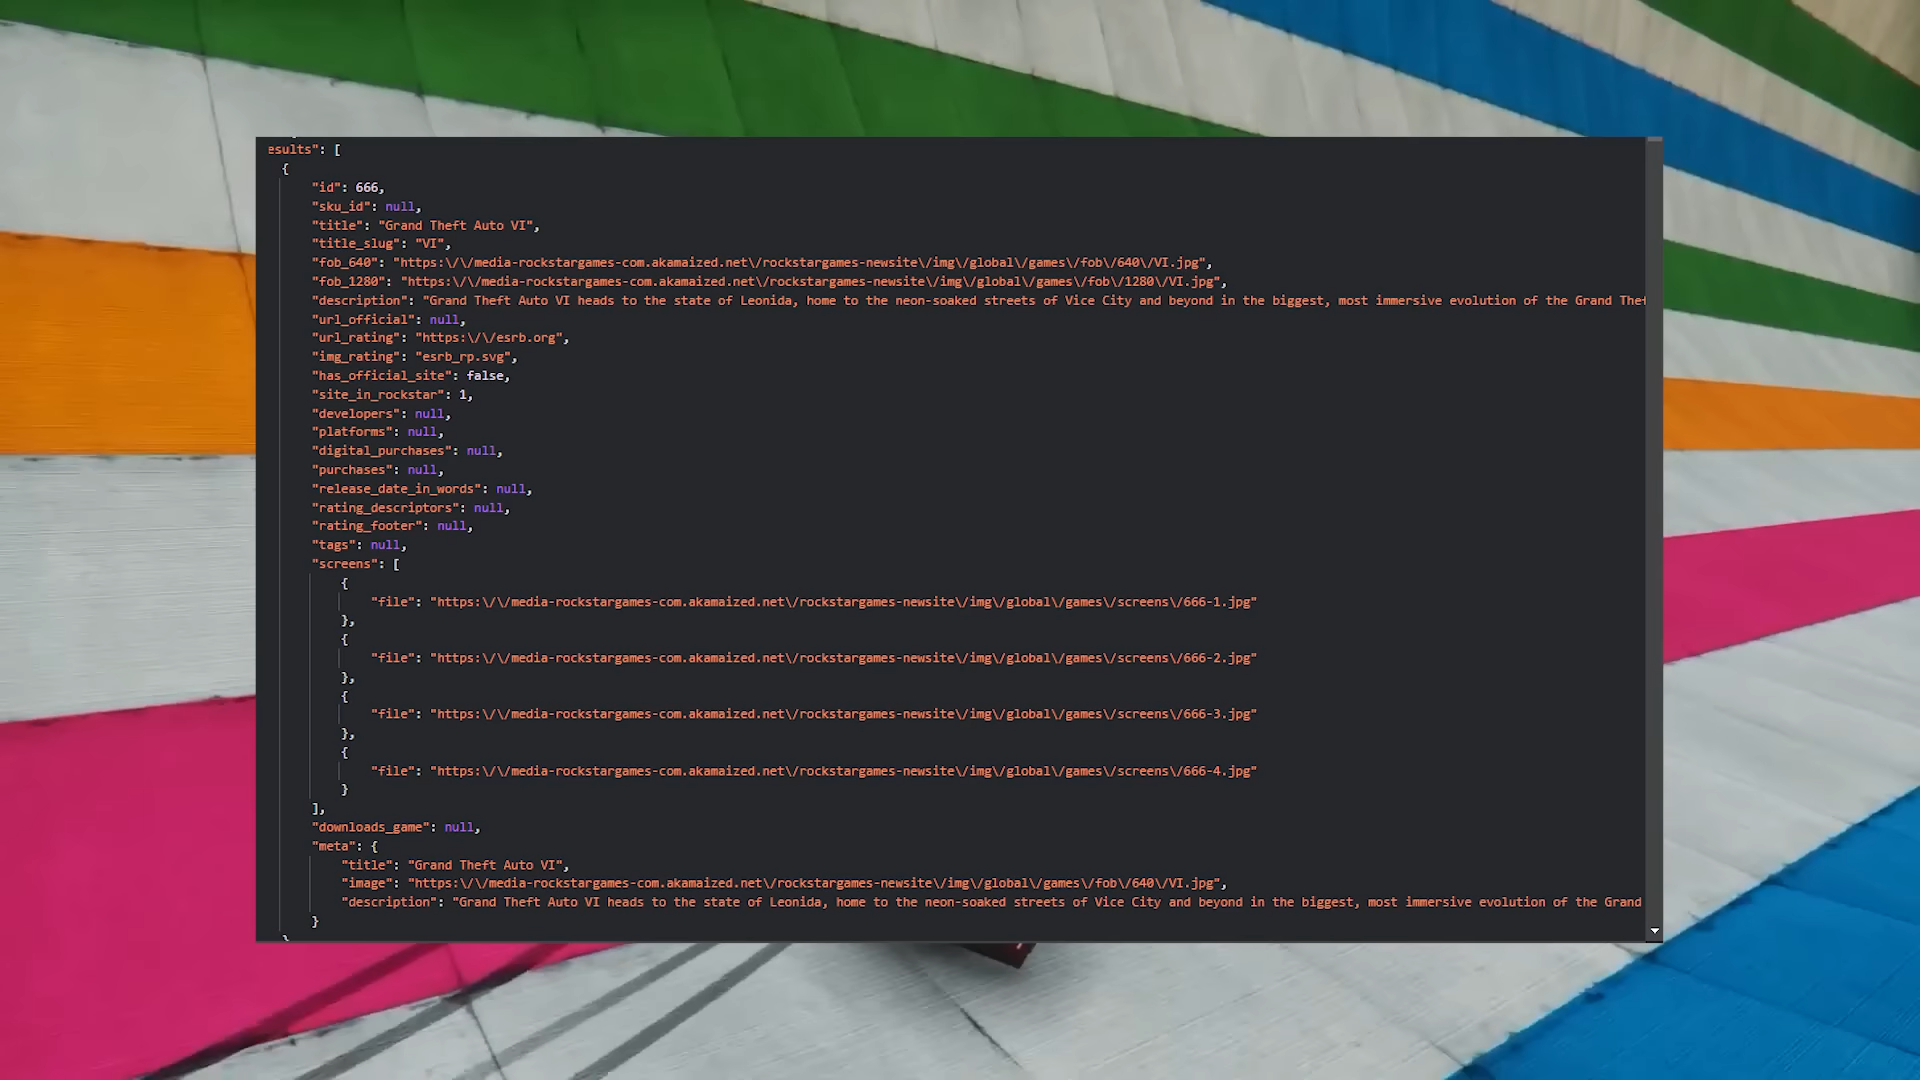 esults": [
{
"id": 666,
"sku_id": null,
"title": "Grand Theft Auto VI",
"title_slug": "VI",
"fob_640": "https:\/\/media-rockstargames-com.akamaized.net\/rockstargames-newsite\/img\/global\/games\/fob\/640\/VI.jpg",
"fob_1280": "https:\/\/media-rockstargames-com.akamaized.net\/rockstargames-newsite\/img\/global\/games\/fob\/1280\/VI.jpg",
"description": "Grand Theft Auto VI heads to the state of Leonida, home to the neon-soaked streets of Vice City and beyond in the biggest, most immersive evolution of the Grand Thef
"url_official": null,
"url_rating": "https:\/\/esrb.org",
"img_rating": "esrb_rp.svg",
"has_official_site": false,
"site_in_rockstar": 1,
"developers": null,
"platforms": null,
"digital_purchases": null,
"purchases": null,
"release_date_in_words": null,
"rating_descriptors": null,
"rating_footer": null,
"tags": null,
"screens": [
{
"file": "https:\/\/media-rockstargames-com.akamaized.net\/rockstargames-newsite\/img\/global\/games\/screens\/666-1.jpg"
},
{
"file": "https:\/\/media-rockstargames-com.akamaized.net\/rockstargames-newsite\/img\/global\/games\/screens\/666-2.jpg"
},
{
"file": "https:\/\/media-rockstargames-com.akamaized.net\/rockstargames-newsite\/img\/global\/games\/screens\/666-3.jpg"
},
{
"file": "https:\/\/media-rockstargames-com.akamaized.net\/rockstargames-newsite\/img\/global\/games\/screens\/666-4.jpg"
}
],
"downloads_game": null,
"meta": {
"title": "Grand Theft Auto VI",
"image": "https:\/\/media-rockstargames-com.akamaized.net\/rockstargames-newsite\/img\/global\/games\/fob\/640\/VI.jpg",
"description": "Grand Theft Auto VI heads to the state of Leonida, home to the neon-soaked streets of Vice City and beyond in the biggest, most immersive evolution of the Grand
}